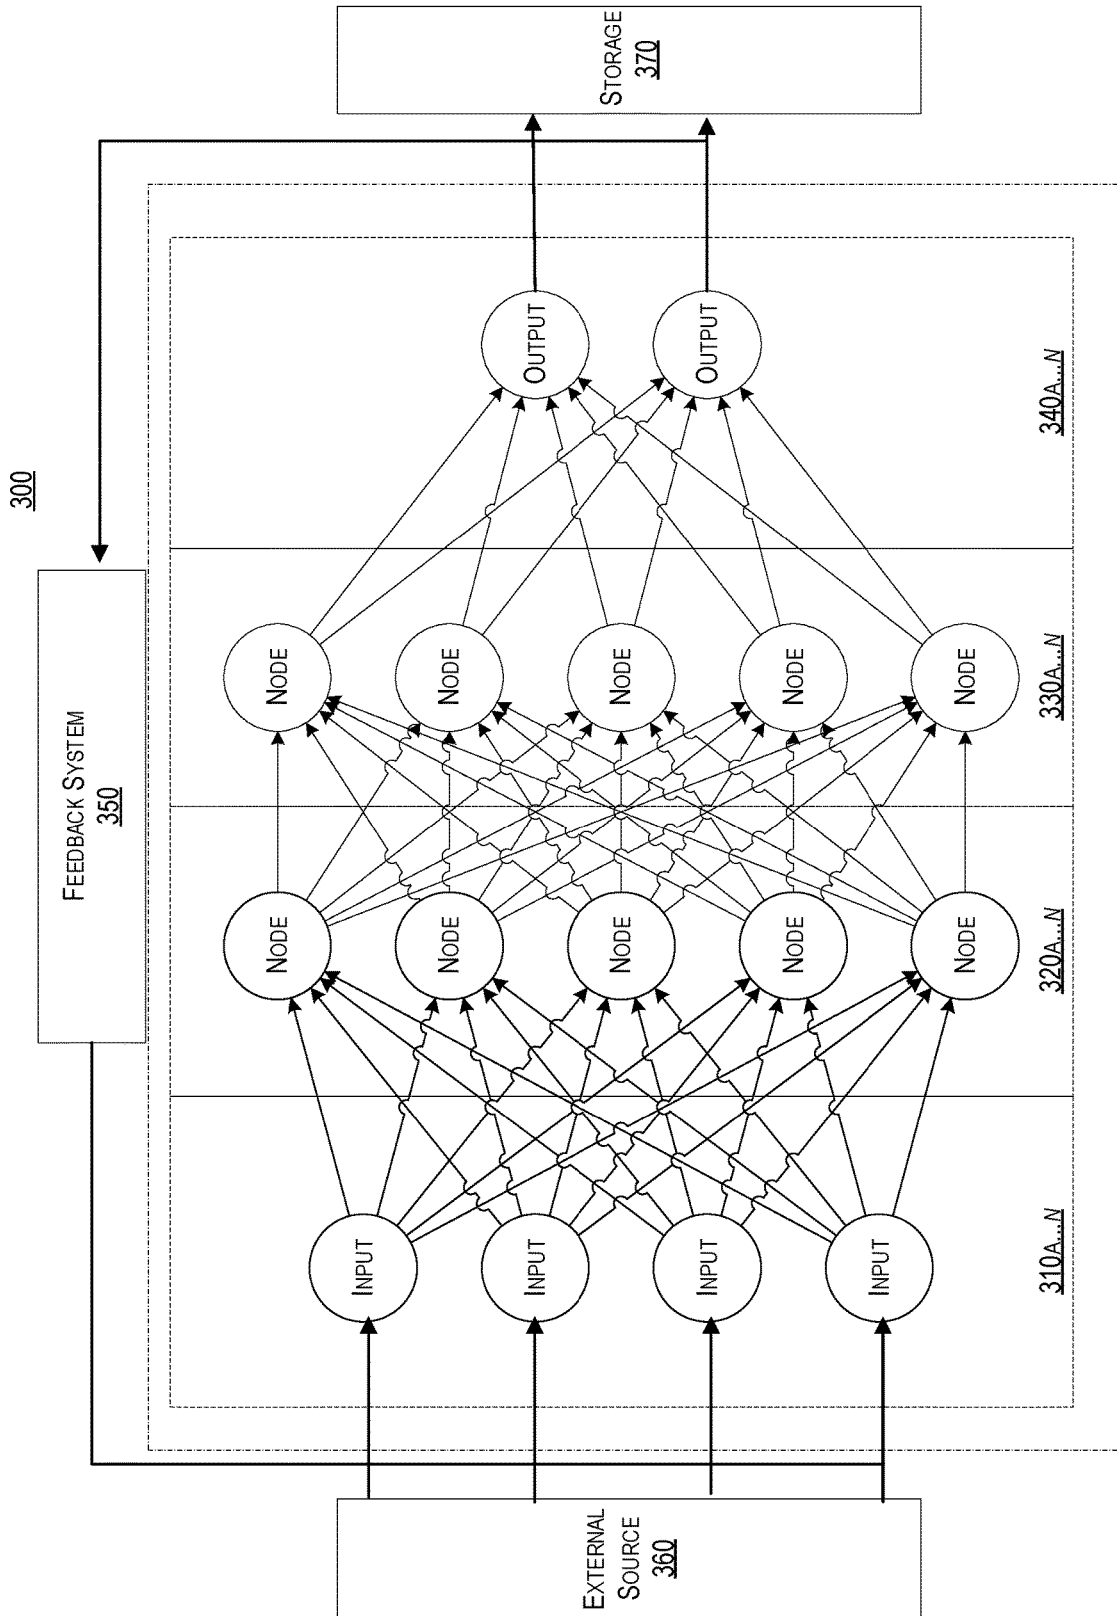 300
FEEDBACK SYSTEM
350
NODE
NODE
INPUT
NODE
NODE
INPUT
OUTPUT
EXTERNAL
SOURCE
360
NODE
NODE
STORAGE
370
INPUT
OUTPUT
NODE
NODE
INPUT
NODE
NODE
310A...N
320A...N
330A...N
340A...N